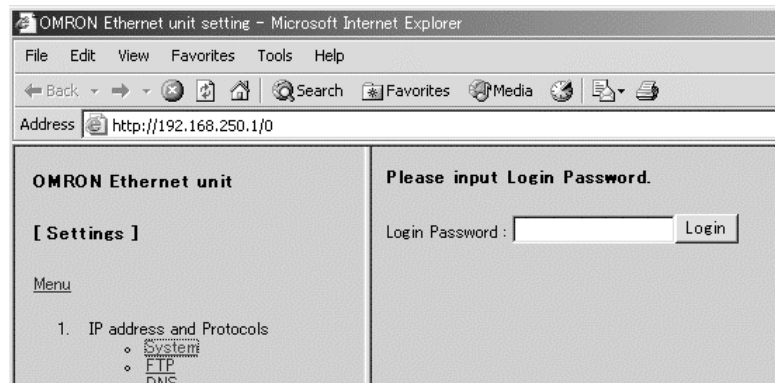 OMRON Ethernet unit setting - Microsoft Internet Explorer
File Edit View Favorites Tools Help
Back Search Favorites Media
Address http://192.168.250.1/0
OMRON Ethernet unit
[ Settings ]
Menu
1. IP address and Protocols
System
FTP
DNS
Please input Login Password.
Login Password : Login